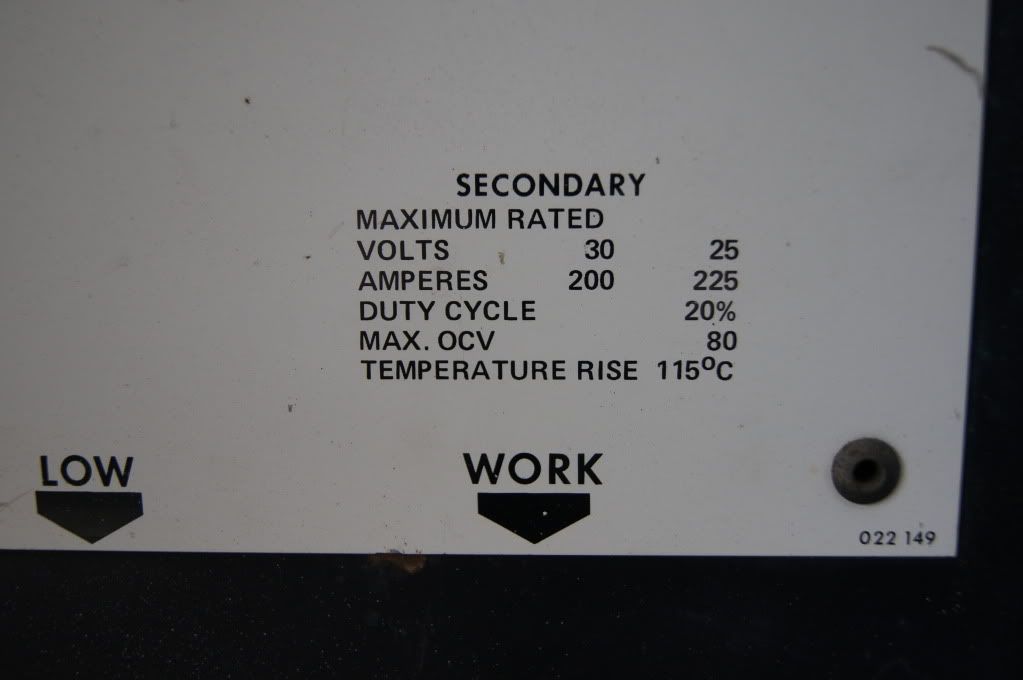 SECONDARY
MAXIMUM RATED
VOLTS 30 25
AMPERES 200 225
DUTY CYCLE 20%
MAX. OCV 80
TEMPERATURE RISE 115°C
LOW WORK
022 149